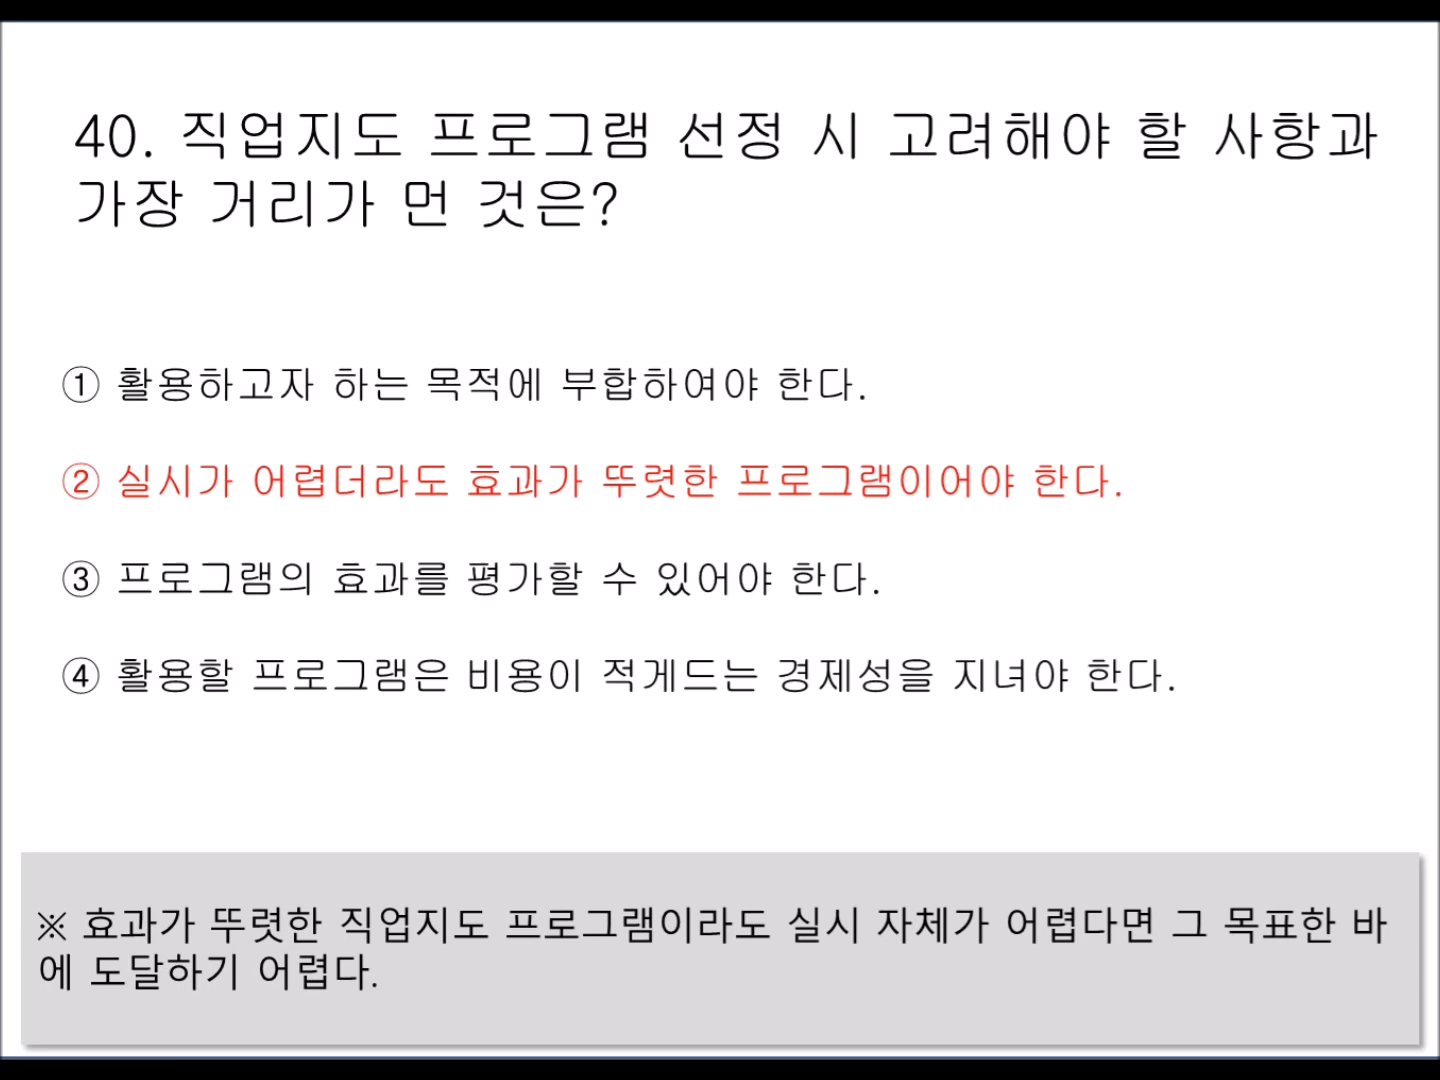 40. 직업지도 프로그램 선정 시 고려해야 할 사항과
가장 거리가 먼 것은?
① 활용하고자 하는 목적에 부합하여야 한다.
② 실시가 어렵더라도 효과가 뚜렷한 프로그램이어야 한다.
③ 프로그램의 효과를 평가할 수 있어야 한다.
④ 활용할 프로그램은 비용이 적게드는 경제성을 지녀야 한다.
※ 효과가 뚜렷한 직업지도 프로그램이라도 실시 자체가 어렵다면 그 목표한 바
에 도달하기 어렵다.